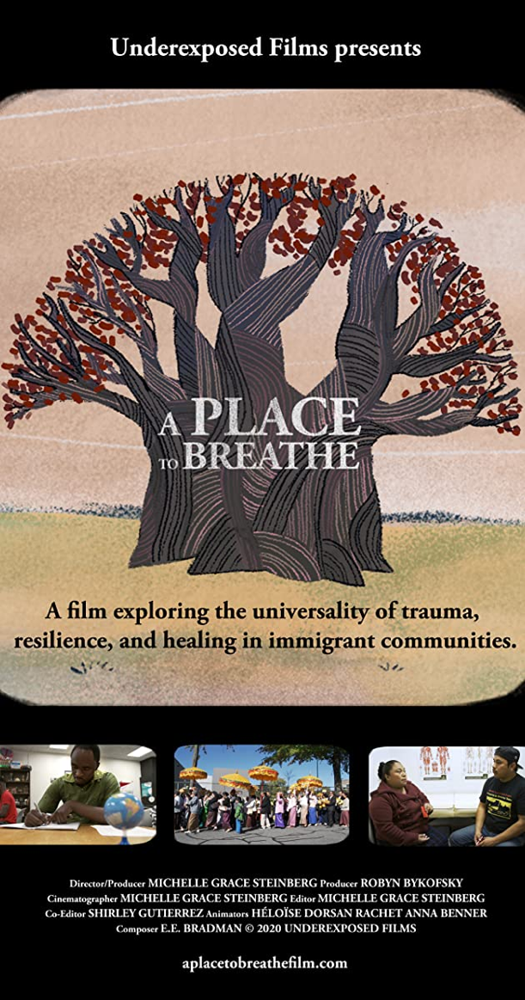 Underexposed Films presents
A PLACE
TO BREATHE
A film exploring the universality of trauma,
resilience, and healing in immigrant communities.
Director/Producer MICHELLE GRACE STEINBERG Producer ROBYN BYKOFSKY
Cinematographer MICHELLE GRACE STEINBERG Editor MICHELLE GRACE STEINBERG
Co-Editor SHIRLEY GUTIERREZ Animators HÉLOÏSE DORSAN RACHET ANNA BENNER
Composer E.E. BRADMAN © 2020 UNDEREXPOSED FILMS
aplacetobreathefilm.com